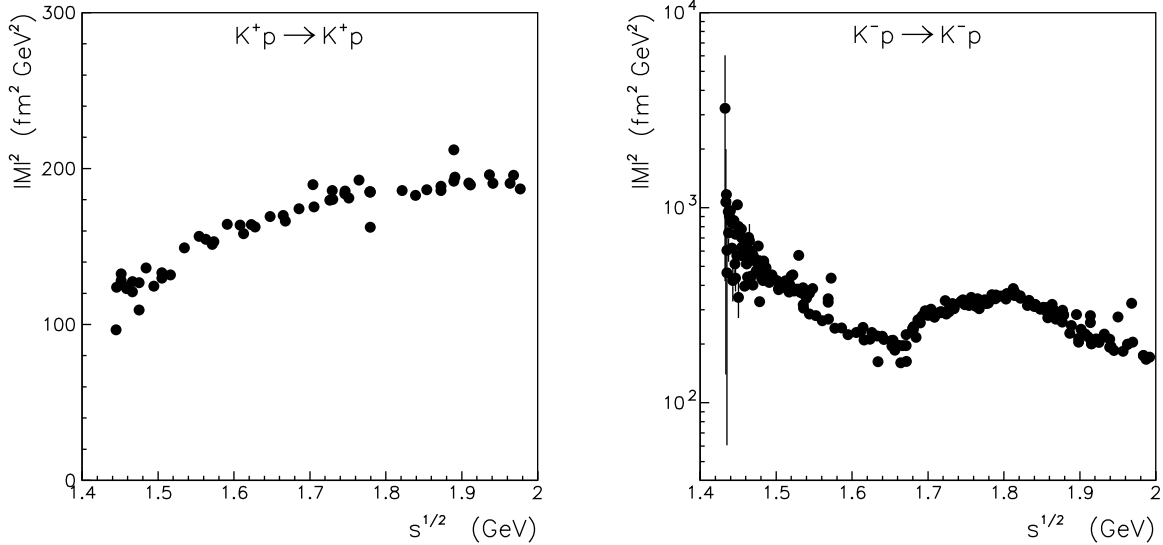 K⁺p → K⁺p
|M|² (fm² GeV²)
300
200
100
0
1.4 1.5 1.6 1.7 1.8 1.9 2
s^{1/2} (GeV)
K⁻p → K⁻p
|M|² (fm² GeV²)
10⁴
10³
10²
1.4 1.5 1.6 1.7 1.8 1.9 2
s^{1/2} (GeV)